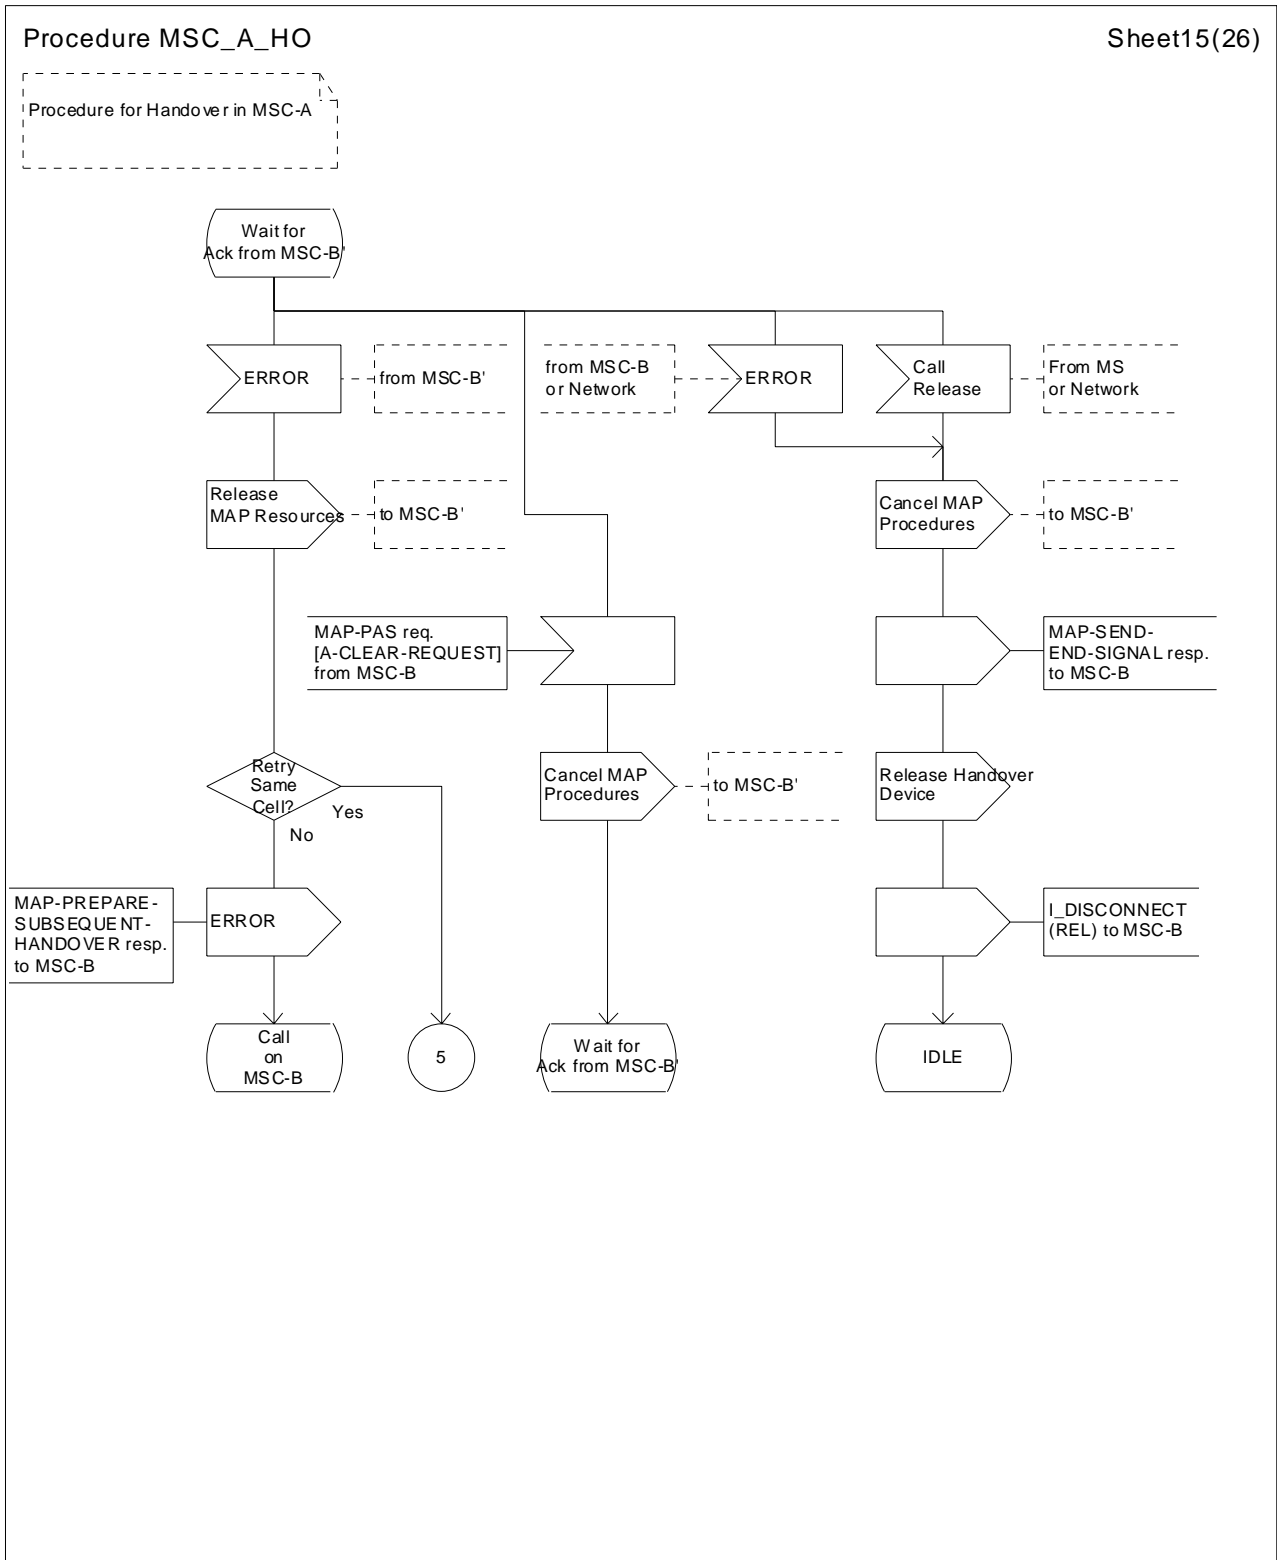 Procedure MSC_A_HO
Sheet15(26)
Procedure for Handover in MSC-A
Wait for
Ack from MSC-B'
ERROR
from MSC-B'
from MSC-B
or Network
ERROR
Call
Release
From MS
or Network
Release
MAP Resources
to MSC-B'
Cancel MAP
Procedures
to MSC-B'
MAP-PAS req.
[A-CLEAR-REQUEST]
from MSC-B
MAP-SEND-
END-SIGNAL resp.
to MSC-B
Retry
Same
Cell?
Yes
No
Cancel MAP
Procedures
to MSC-B'
Release Handover
Device
MAP-PREPARE-
SUBSEQUENT-
HANDOVER resp.
to MSC-B
ERROR
I_DISCONNECT
(REL) to MSC-B
Call
on
MSC-B
5
Wait for
Ack from MSC-B'
IDLE